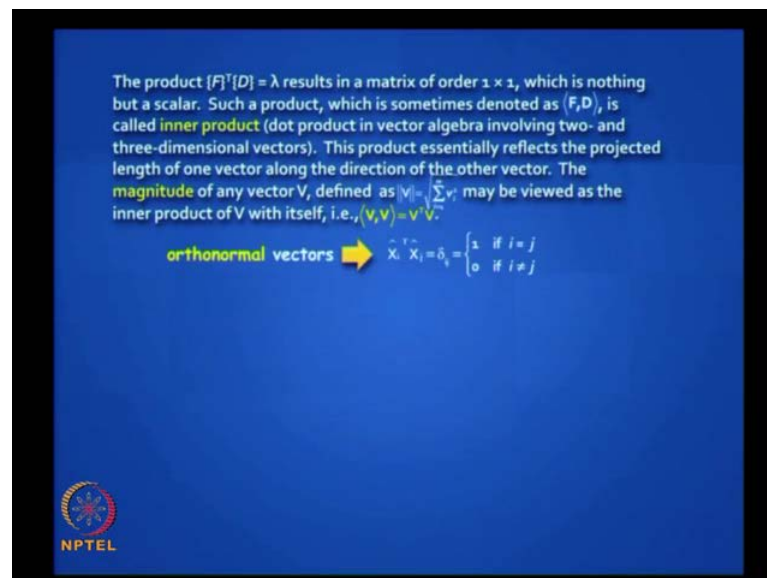 The product {F}ᵀ{D} = λ results in a matrix of order 1 × 1, which is nothing
but a scalar. Such a product, which is sometimes denoted as ⟨F,D⟩, is
called inner product (dot product in vector algebra involving two- and
three-dimensional vectors). This product essentially reflects the projected
length of one vector along the direction of the other vector. The
magnitude of any vector V, defined as ‖V‖ = √∑vᵢ² may be viewed as the
inner product of V with itself, i.e., ⟨V,V⟩ = VᵀV.
orthonormal vectors X̂ᵢᵀ X̂ⱼ = δᵢⱼ = { 1 if i = j
0 if i ≠ j
NPTEL